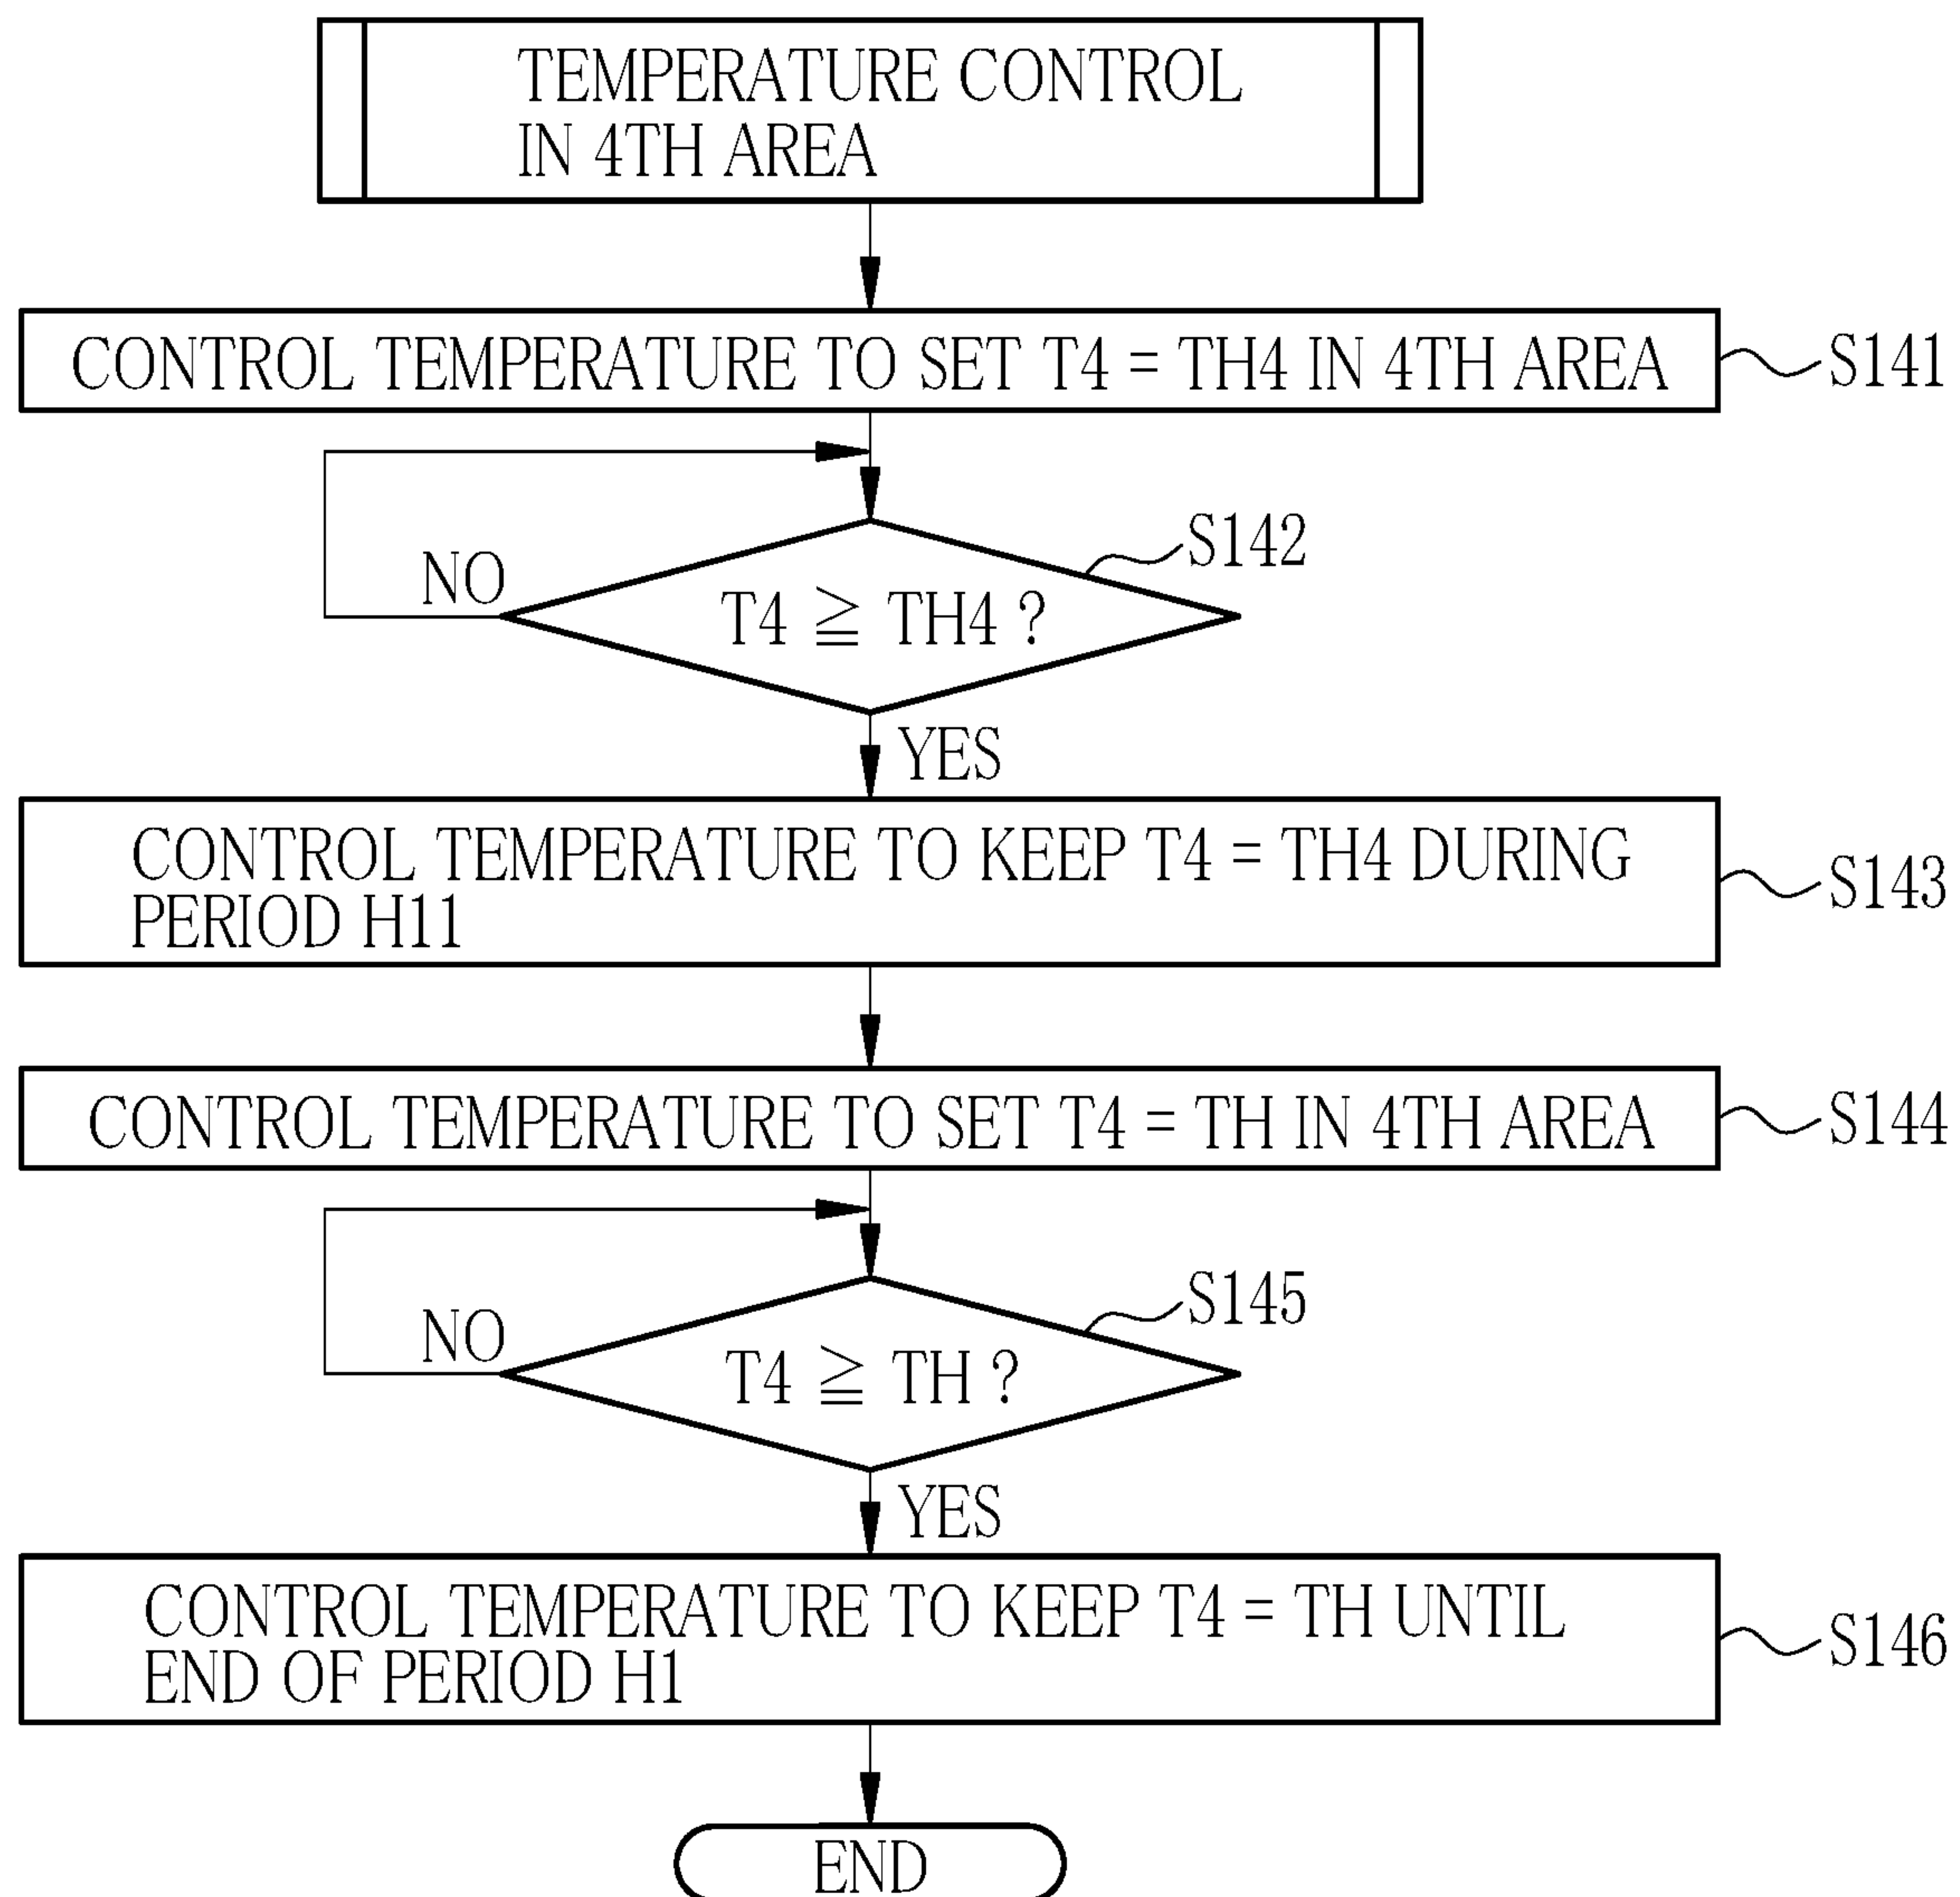 TEMPERATURE CONTROL
IN 4TH AREA
CONTROL TEMPERATURE TO SET T4 = TH4 IN 4TH AREA
S141
S142
NO
T4 ≧ TH4 ?
YES
CONTROL TEMPERATURE TO KEEP T4 = TH4 DURING
PERIOD H11
S143
CONTROL TEMPERATURE TO SET T4 = TH IN 4TH AREA
S144
S145
NO
T4 ≧ TH ?
YES
CONTROL TEMPERATURE TO KEEP T4 = TH UNTIL
END OF PERIOD H1
S146
END